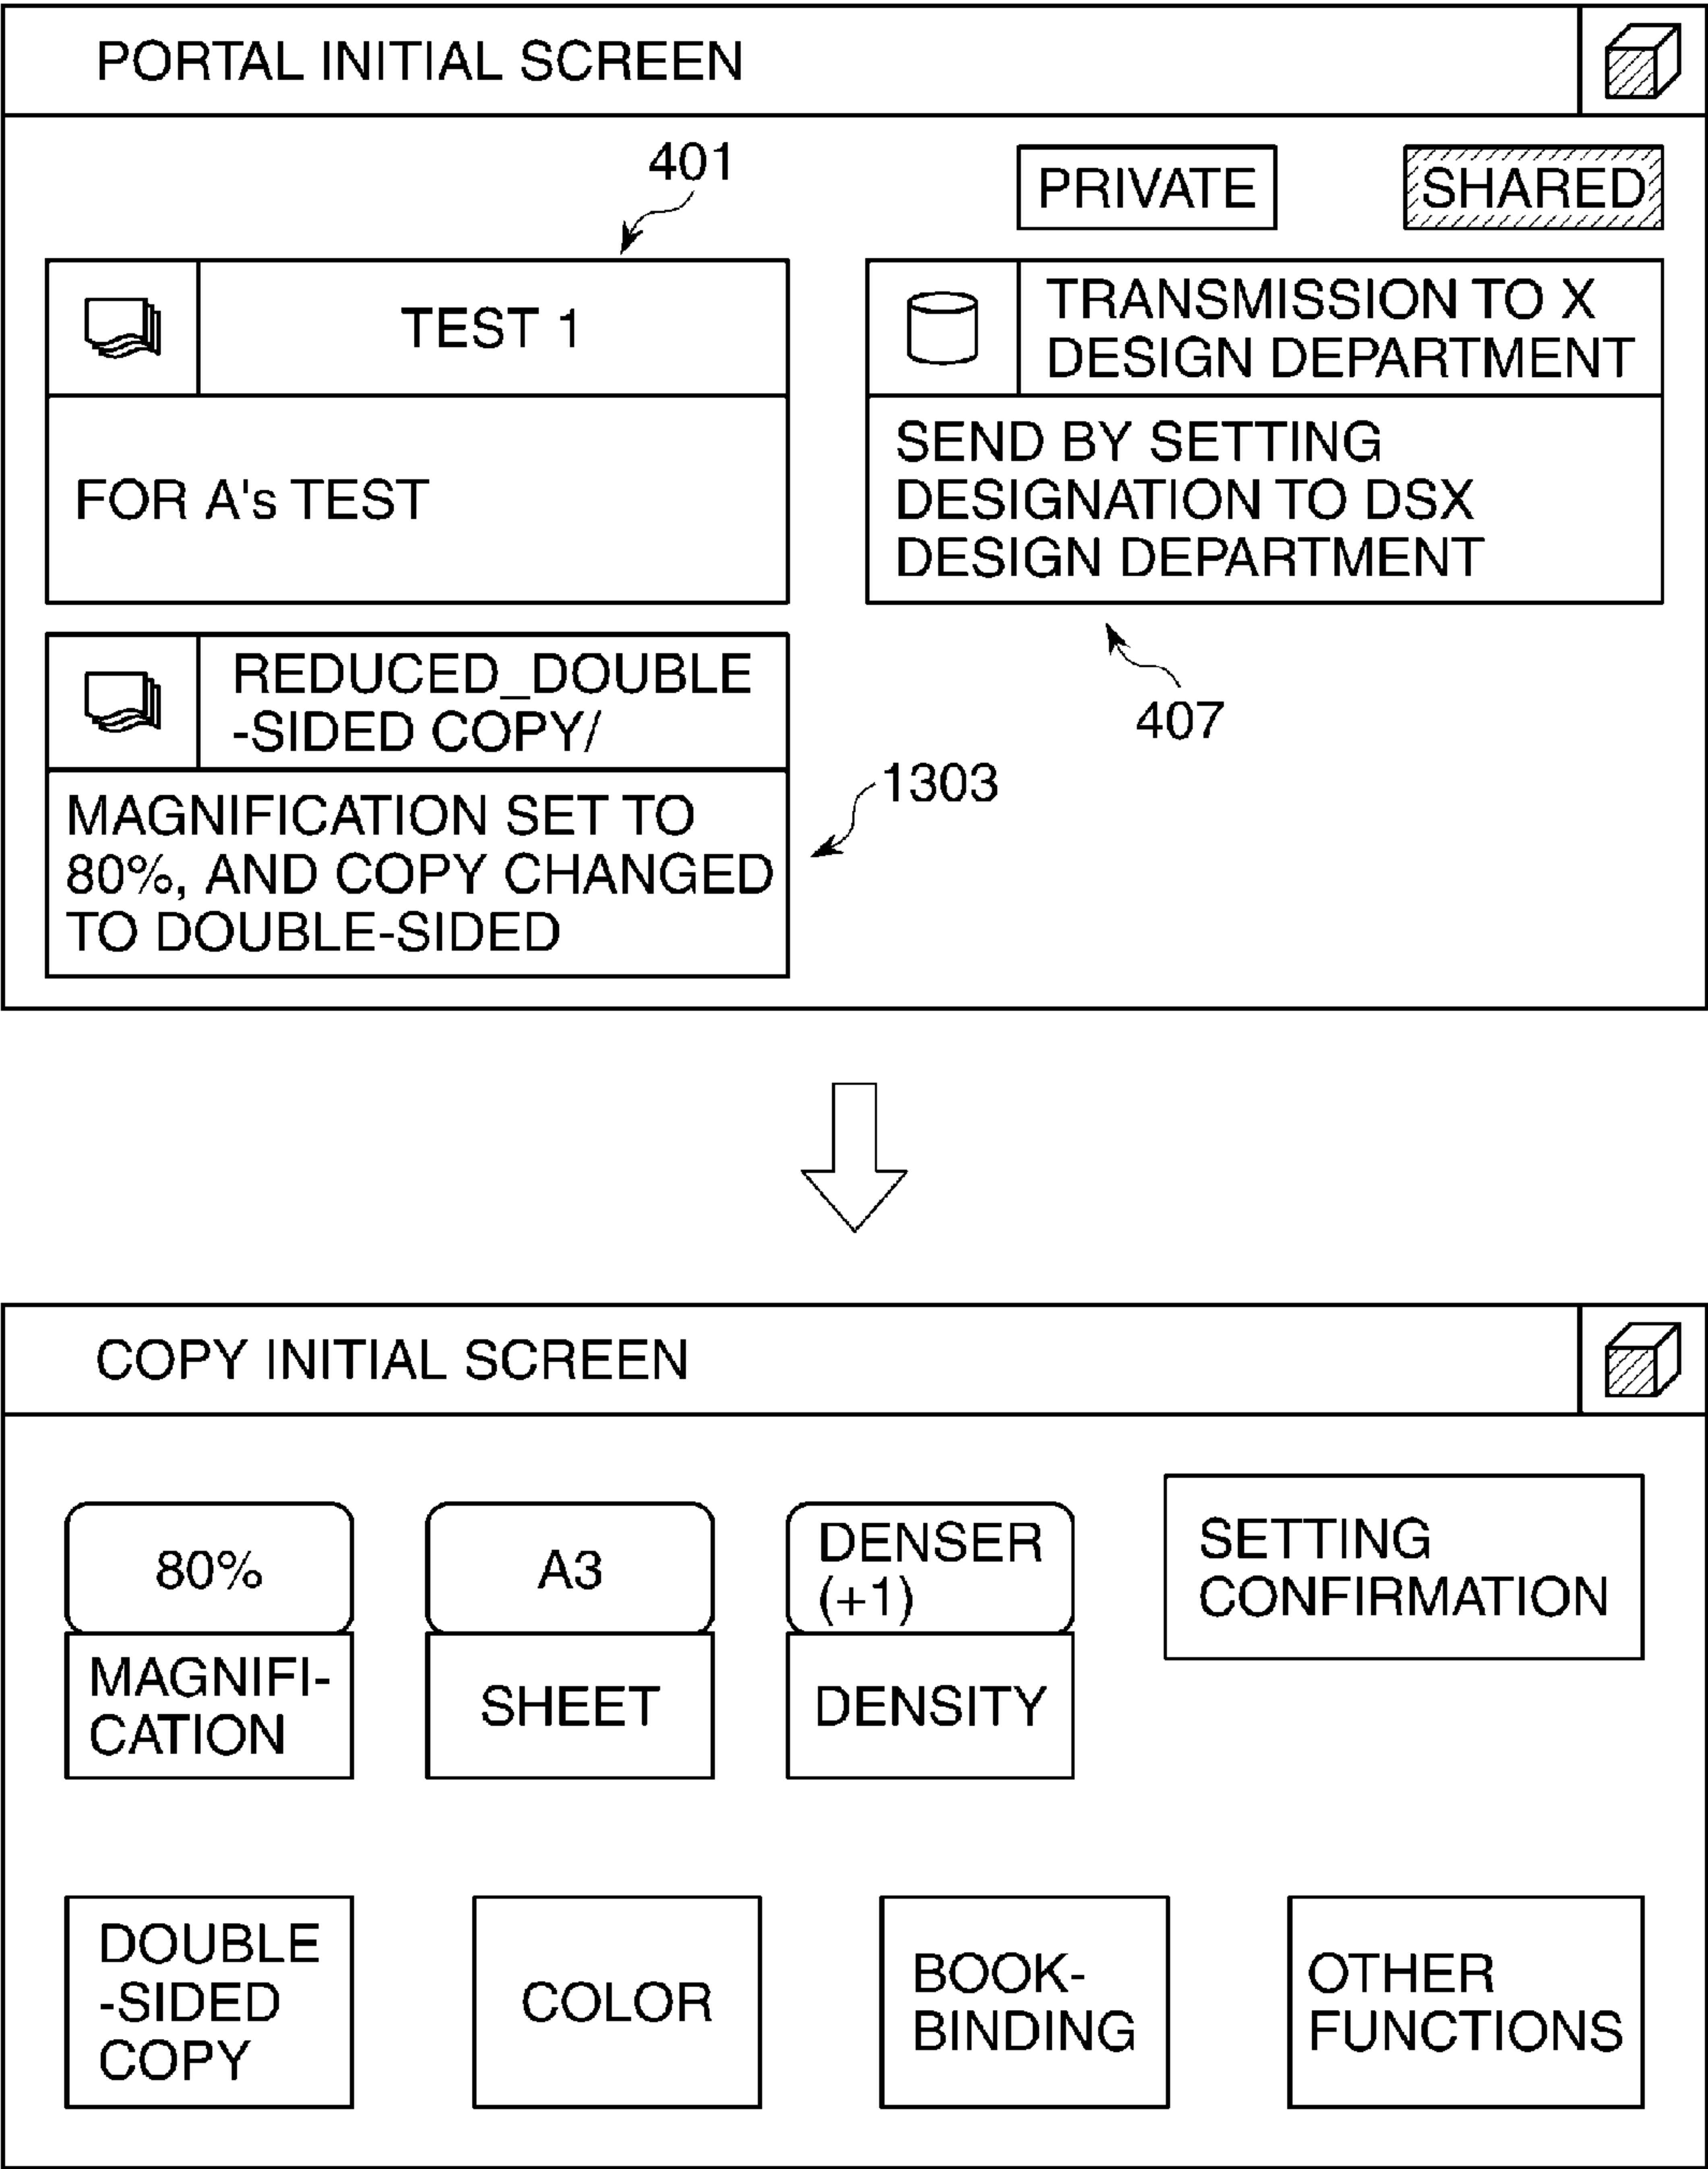 PORTAL INITIAL SCREEN
401
PRIVATE
SHARED
TEST 1
FOR A's TEST
TRANSMISSION TO X
DESIGN DEPARTMENT
SEND BY SETTING
DESIGNATION TO DSX
DESIGN DEPARTMENT
407
REDUCED_DOUBLE
-SIDED COPY/
MAGNIFICATION SET TO
80%, AND COPY CHANGED
TO DOUBLE-SIDED
1303
COPY INITIAL SCREEN
80%
MAGNIFI-
CATION
A3
SHEET
DENSER
(+1)
DENSITY
SETTING
CONFIRMATION
DOUBLE
-SIDED
COPY
COLOR
BOOK-
BINDING
OTHER
FUNCTIONS